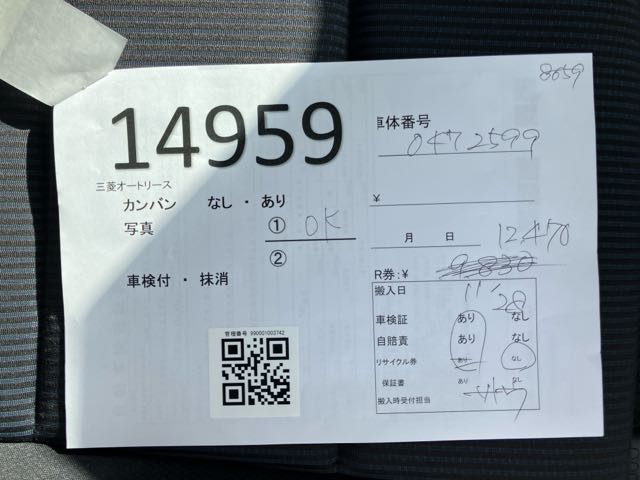 8659
14959
車体番号
0472599
三菱オートリース
カンバン なし ・ あり
¥
写真 ① OK
②
月 日 12,470
R券:¥ 9,830
車検付 ・ 抹消
搬入日 11/28
車検証 あり なし
自賠責 あり なし
リサイクル券 あり なし
保証書 あり なし
搬入時受付担当
管理番号 990001003742